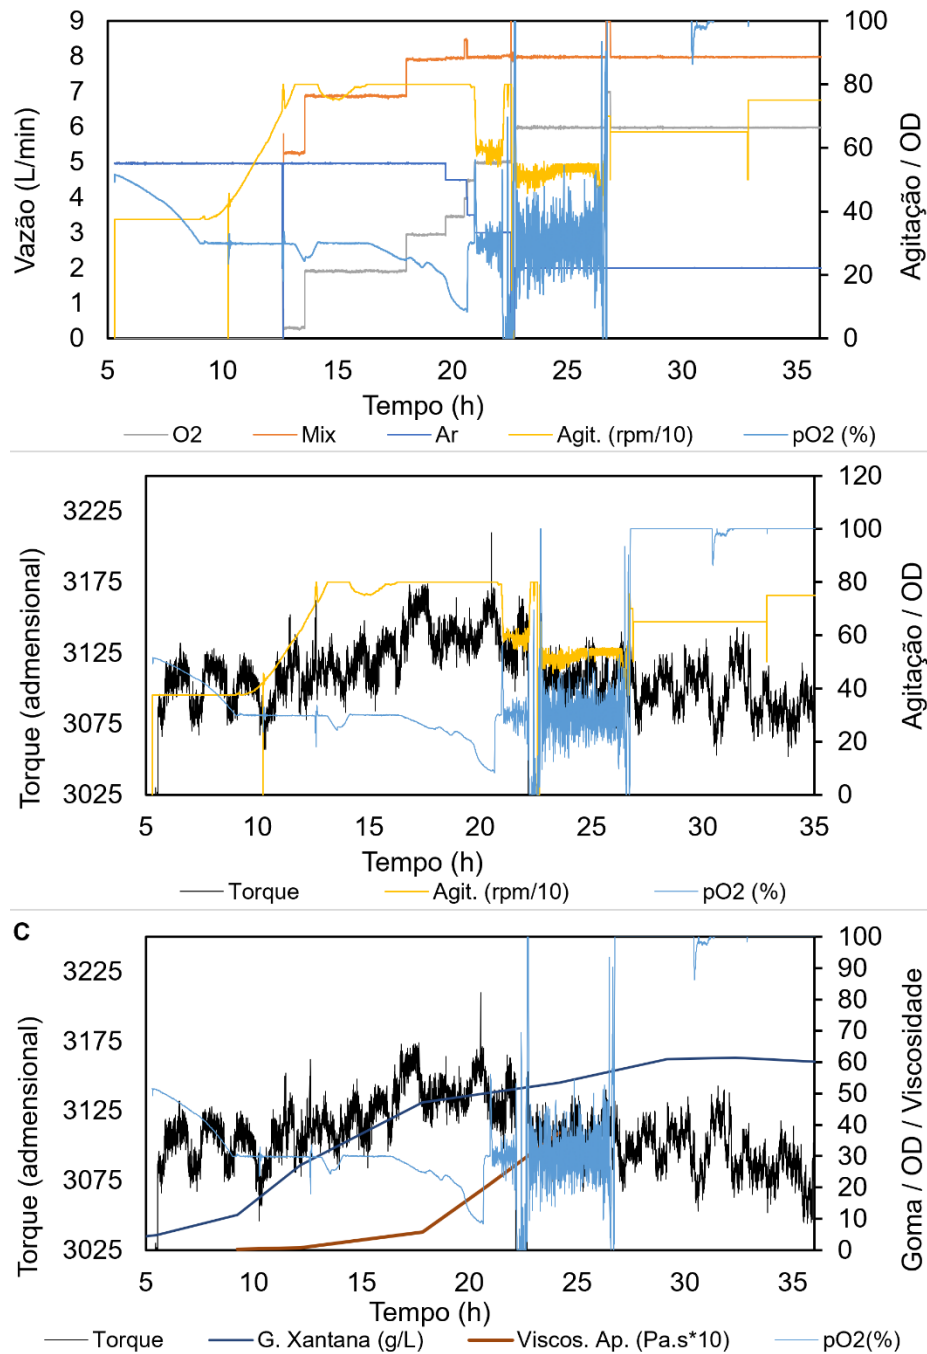 9
8
7
6
5
4
3
2
1
0
Vazão (L/min)
100
80
60
40
20
0
Agitação / OD
5 10 15 20 25 30 35
Tempo (h)
O2 Mix Ar Agit. (rpm/10) pO2 (%)
3225
3175
3125
3075
3025
Torque (admensional)
120
100
80
60
40
20
0
Agitação / OD
5 10 15 20 25 30 35
Tempo (h)
Torque Agit. (rpm/10) pO2 (%)
C
3225
3175
3125
3075
3025
Torque (admensional)
100
90
80
70
60
50
40
30
20
10
0
Goma / OD / Viscosidade
5 10 15 20 25 30 35
Tempo (h)
Torque G. Xantana (g/L) Viscos. Ap. (Pa.s*10) pO2(%)